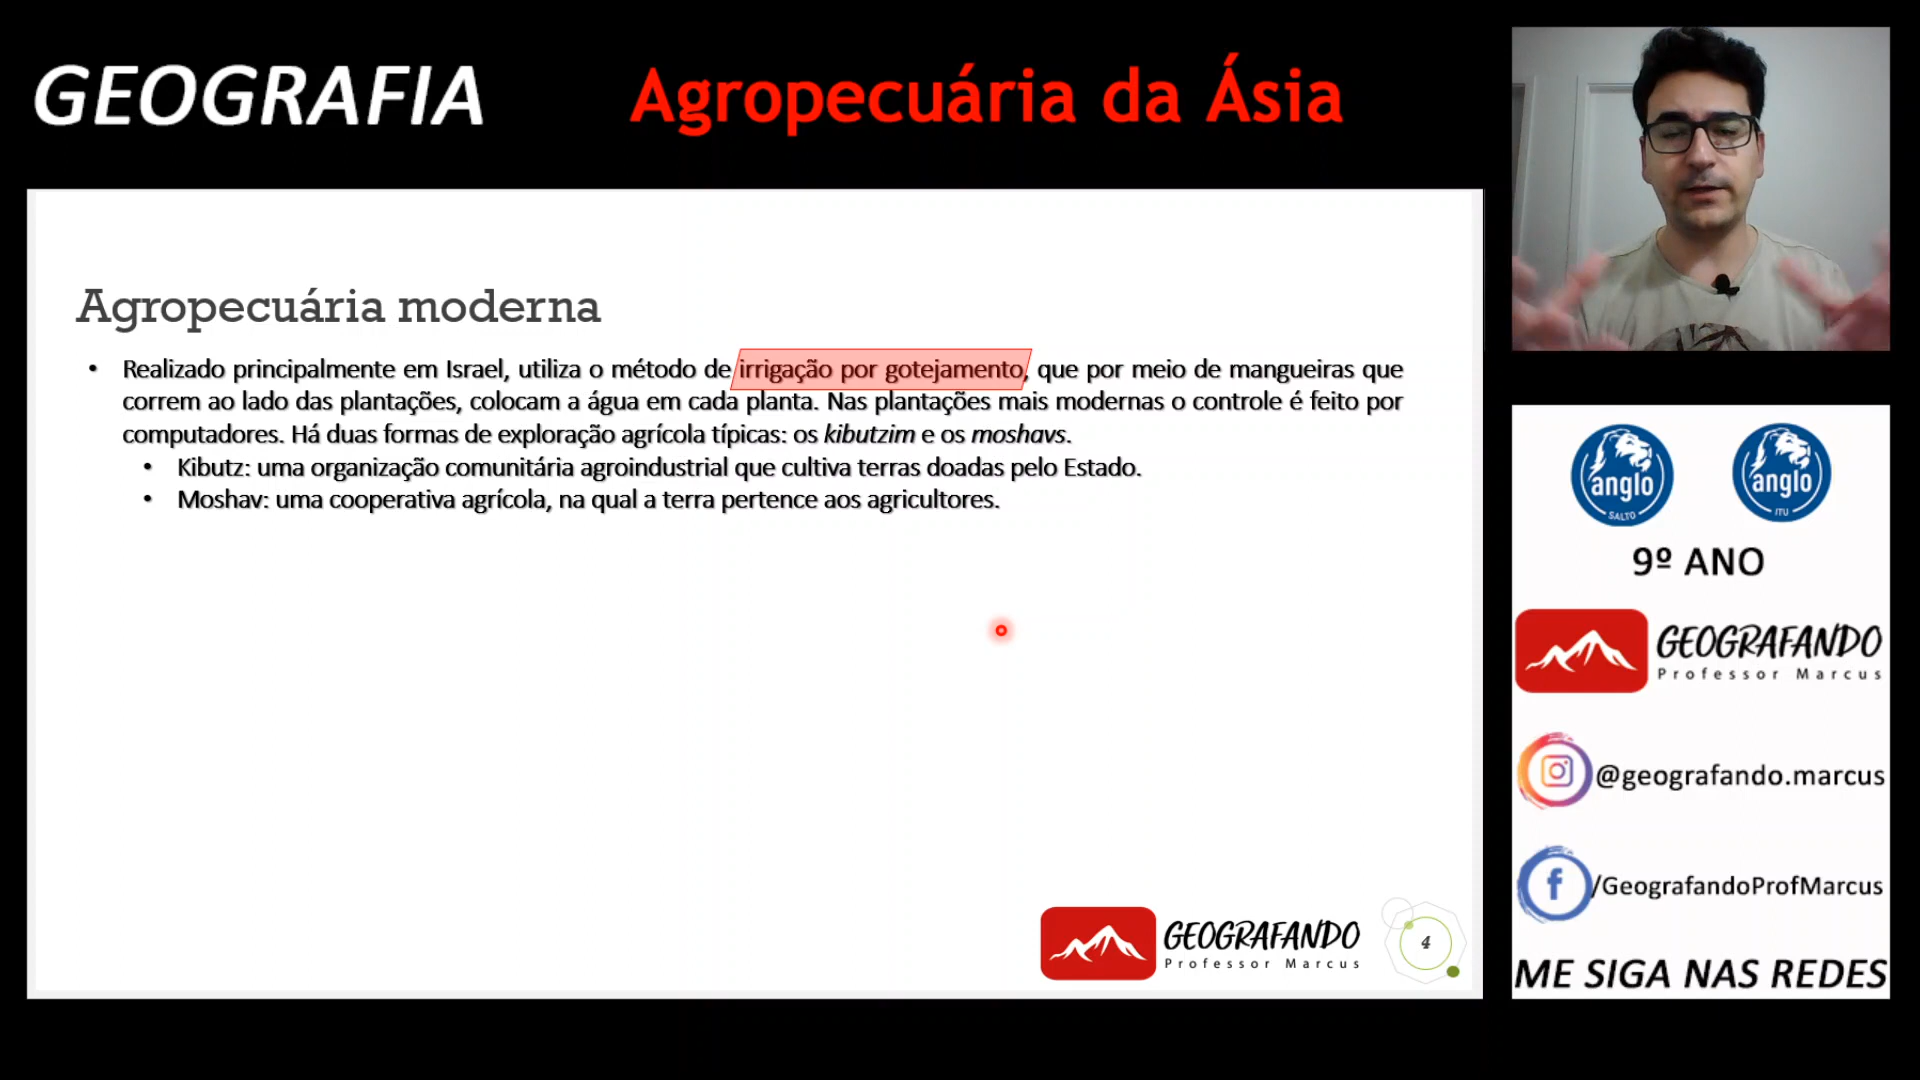 GEOGRAFIA
Agropecuária da Ásia
Agropecuária moderna
• Realizado principalmente em Israel, utiliza o método de irrigação por gotejamento, que por meio de mangueiras que
correm ao lado das plantações, colocam a água em cada planta. Nas plantações mais modernas o controle é feito por
computadores. Há duas formas de exploração agrícola típicas: os kibutzim e os moshavs.
• Kibutz: uma organização comunitária agroindustrial que cultiva terras doadas pelo Estado.
• Moshav: uma cooperativa agrícola, na qual a terra pertence aos agricultores.
GEOGRAFANDO
Professor Marcus
4
anglo
SALTO
anglo
ITU
9º ANO
GEOGRAFANDO
Professor Marcus
@geografando.marcus
f
/GeografandoProfMarcus
ME SIGA NAS REDES